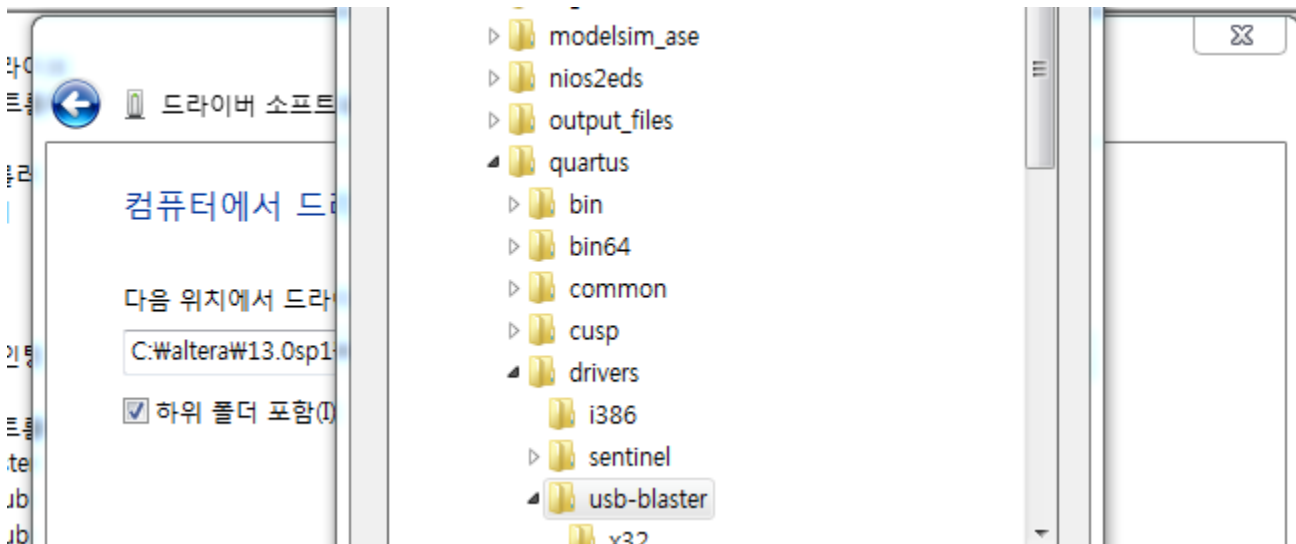 드라이버 소프트
컴퓨터에서
다음 위치에서
C:₩altera₩13.0sp1
하위 폴더 포함(I)
modelsim_ase
nios2eds
output_files
quartus
bin
bin64
common
cusp
drivers
i386
sentinel
usb-blaster
x32